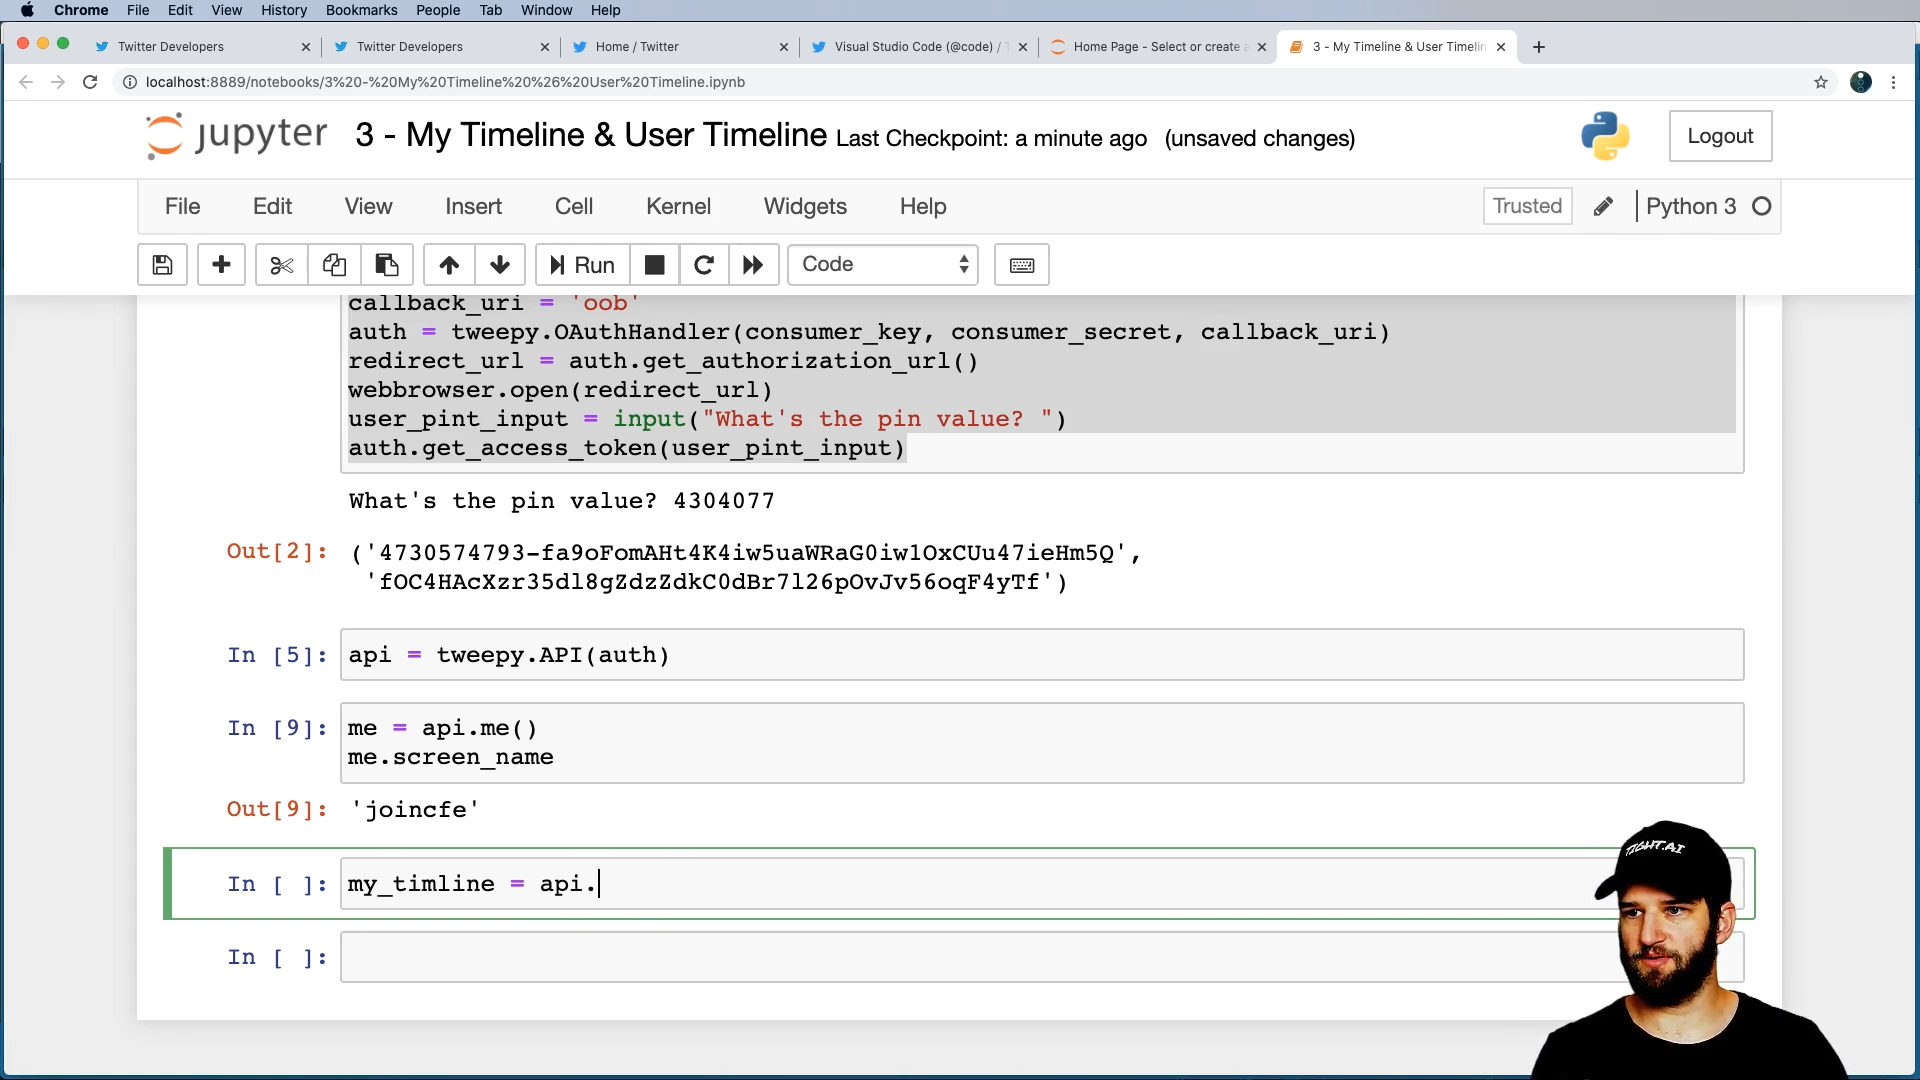 Chrome File Edit View History Bookmarks People Tab Window Help
Twitter Developers
Twitter Developers
Home / Twitter
Visual Studio Code (@code) /
Home Page - Select or create
3 - My Timeline & User Timelin
localhost:8889/notebooks/3%20-%20My%20Timeline%20%26%20User%20Timeline.ipynb
jupyter 3 - My Timeline & User Timeline Last Checkpoint: a minute ago (unsaved changes)
Logout
File Edit View Insert Cell Kernel Widgets Help
Trusted Python 3
Run Code
callback_uri = 'oob'
auth = tweepy.OAuthHandler(consumer_key, consumer_secret, callback_uri)
redirect_url = auth.get_authorization_url()
webbrowser.open(redirect_url)
user_pint_input = input("What's the pin value? ")
auth.get_access_token(user_pint_input)
What's the pin value? 4304077
Out[2]: ('4730574793-fa9oFomAHt4K4iw5uaWRaG0iw1OxCUu47ieHm5Q',
'fOC4HAcXzr35dl8gZdzZdkC0dBr7l26pOvJv56oqF4yTf')
In [5]: api = tweepy.API(auth)
In [9]: me = api.me()
me.screen_name
Out[9]: 'joincfe'
In [ ]: my_timline = api.
In [ ]:
TIGHT.AI